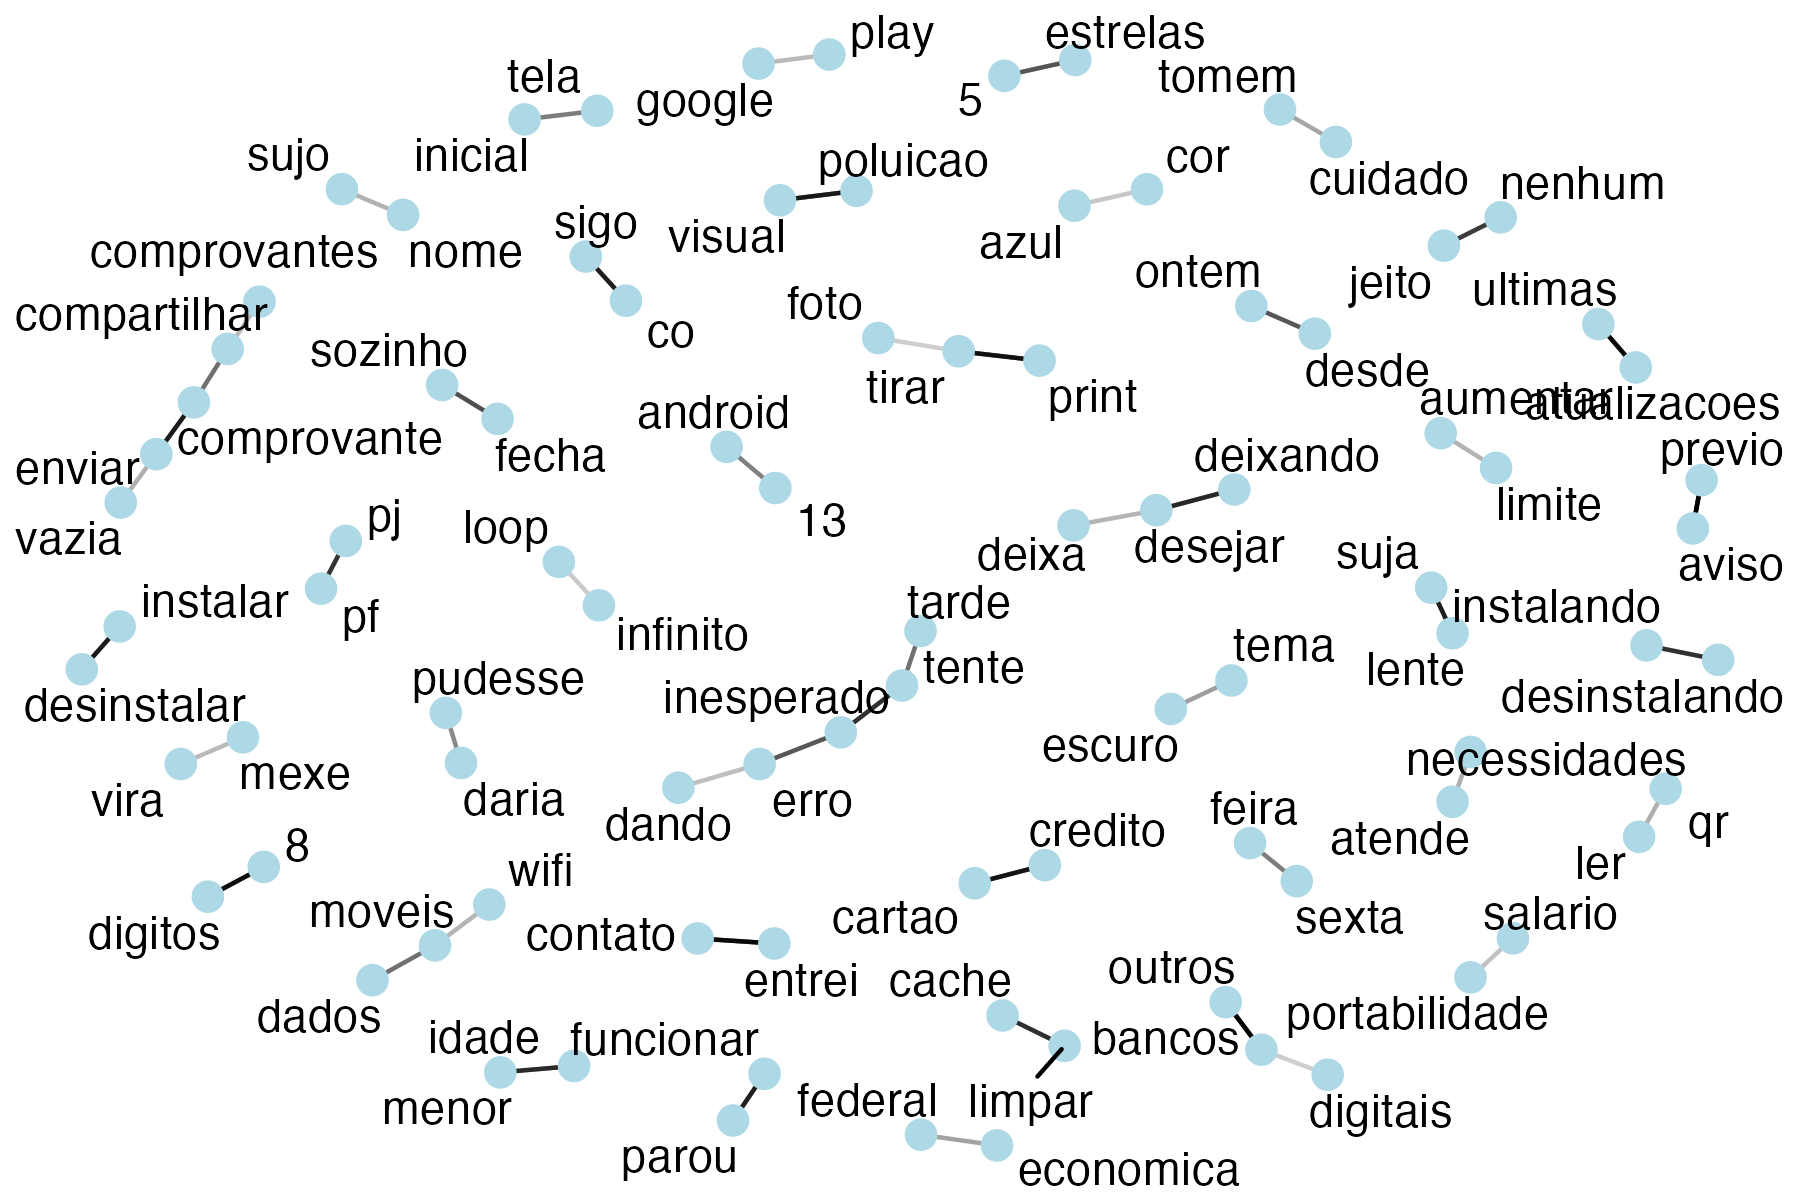 play
estrelas
tela
google
5
tomem
sujo
inicial
poluicao
cor
cuidado
nenhum
comprovantes
nome
sigo
visual
azul
ontem
jeito
ultimas
compartilhar
foto
co
sozinho
desde
tirar
print
aumentar
atualizacoes
android
comprovante
enviar
fecha
deixando
previo
limite
vazia
pj
loop
13
deixa
desejar
suja
aviso
instalar
pf
infinito
tarde
instalando
tente
tema
lente
desinstalar
pudesse
inesperado
desinstalando
escuro
necessidades
mexe
vira
daria
dando
erro
feira
qr
credito
atende
8
ler
wifi
moveis
digitos
contato
cartao
sexta
salario
entrei
cache
outros
dados
portabilidade
idade
funcionar
bancos
menor
federal
limpar
digitais
parou
economica